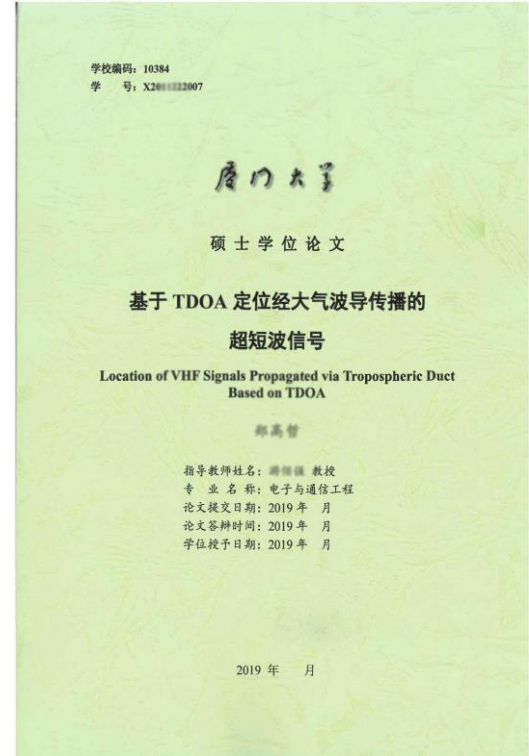 学校编码：10384
学 号：X2 2007
厦门大学
硕士学位论文
基于 TDOA 定位经大气波导传播的
超短波信号
Location of VHF Signals Propagated via Tropospheric Duct
Based on TDOA
指导教师姓名： 教授
专 业 名 称：电子与通信工程
论文提交日期：2019 年 月
论文答辩时间：2019 年 月
学位授予日期：2019 年 月
2019 年 月